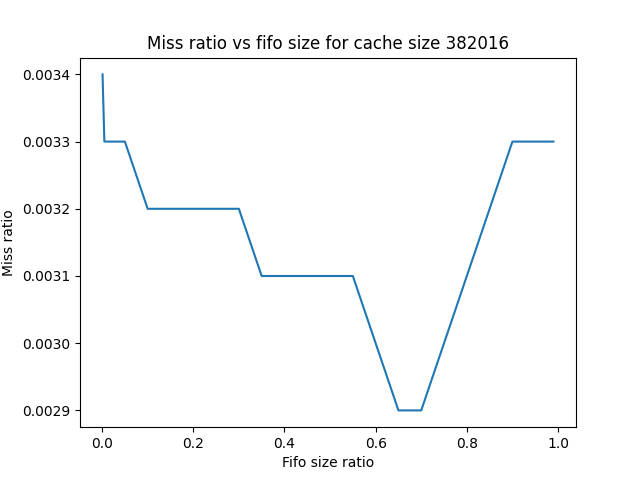 Miss ratio vs fifo size for cache size 382016
0.0034
0.0033
0.0032
0.0031
0.0030
0.0029
Miss ratio
0.0 0.2 0.4 0.6 0.8 1.0
Fifo size ratio